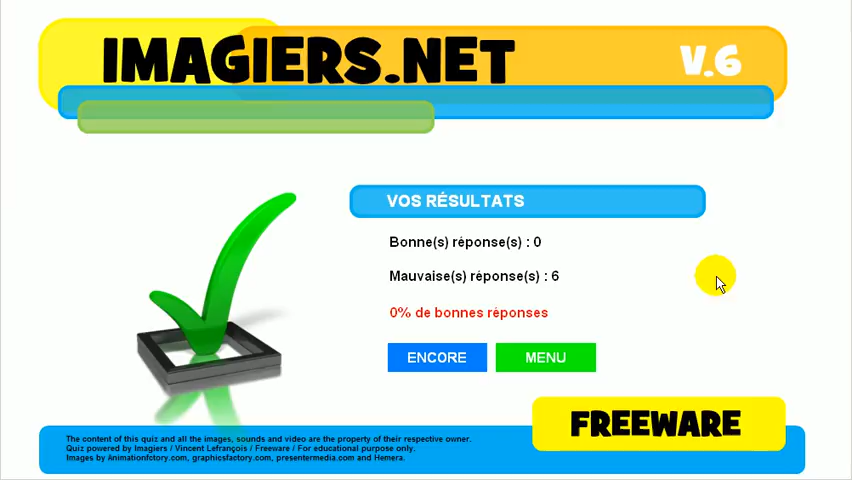 IMAGIERS.NET
V.6
VOS RÉSULTATS
Bonne(s) réponse(s) : 0
Mauvaise(s) réponse(s) : 6
0% de bonnes réponses
ENCORE
MENU
FREEWARE
The content of this quiz and all the images, sounds and video are the property of their respective owner.
Quiz powered by Imagiers / Vincent Lefrançois / Freeware / For educational purpose only.
Images by Animationfctory.com, graphicsfactory.com, presentermedia.com and Hemera.